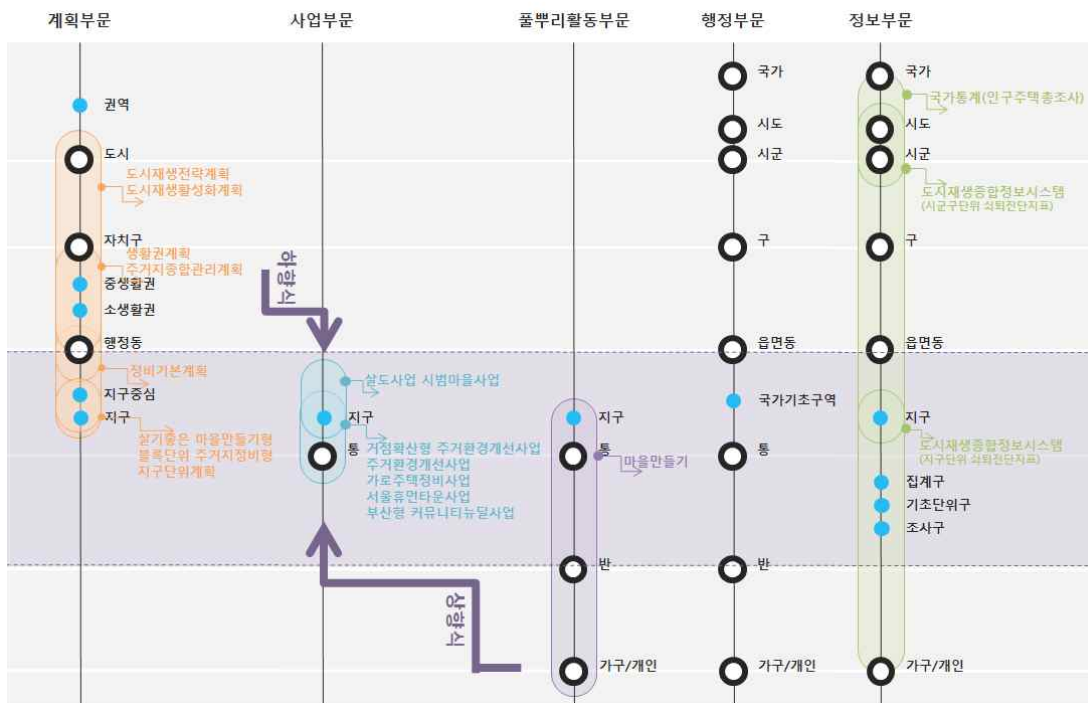 계획부문
사업부문
풀뿌리활동부문
행정부문
정보부문
권역
도시
도시재생전략계획
도시재생활성화계획
자치구
생활권계획
주거지종합관리계획
중생활권
소생활권
행정동
정비기본계획
지구중심
지구
살기좋은 마을만들기형
블록단위 주거지정비형
지구단위계획
하향식
살도사업 시범마을사업
지구
통
거점확산형 주거환경개선사업
주거환경개선사업
가로주택정비사업
서울휴먼타운사업
부산형 커뮤니티뉴딜사업
상향식
지구
통
마을만들기
반
가구/개인
국가
시도
시군
구
읍면동
국가기초구역
통
반
가구/개인
국가
국가통계(인구주택총조사)
시도
시군
도시재생종합정보시스템
(시군구단위 쇠퇴진단지표)
구
읍면동
지구
도시재생종합정보시스템
(지구단위 쇠퇴진단지표)
집계구
기초단위구
조사구
가구/개인